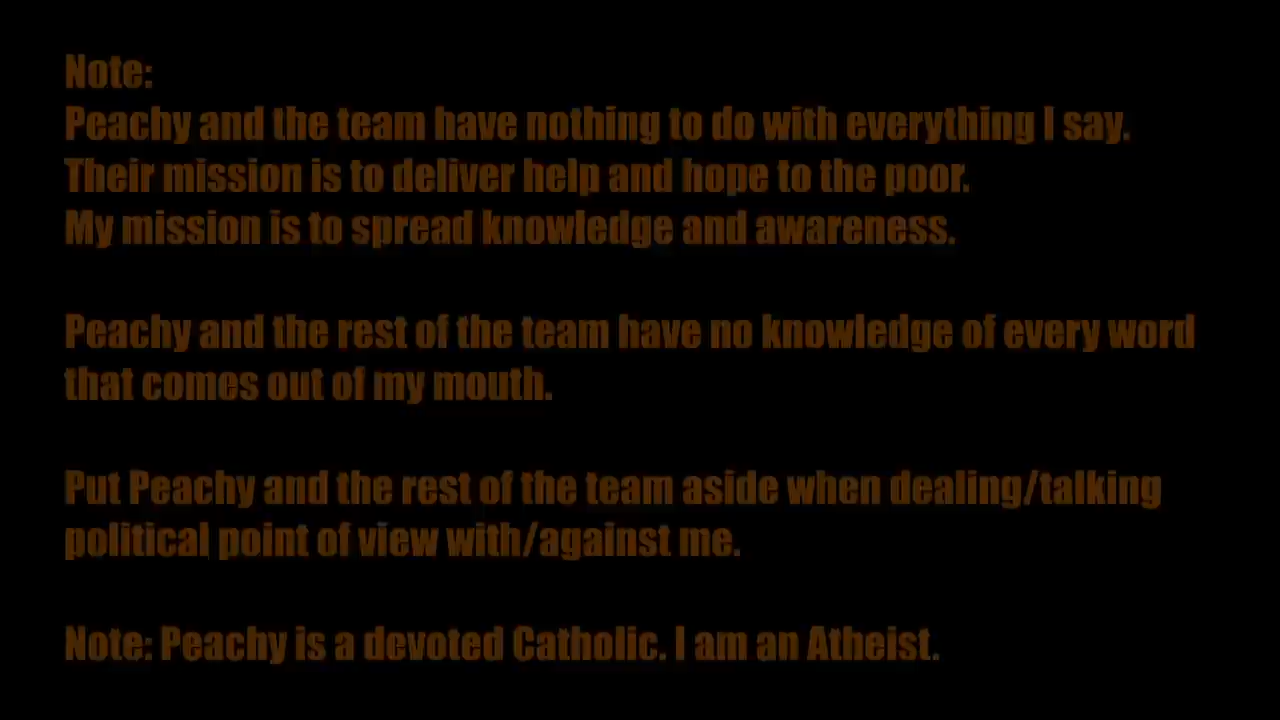 Note:
Peachy and the team have nothing to do with everything I say.
Their mission is to deliver help and hope to the poor.
My mission is to spread knowledge and awareness.
Peachy and the rest of the team have no knowledge of every word
that comes out of my mouth.
Put Peachy and the rest of the team aside when dealing/talking
political point of view with/against me.
Note: Peachy is a devoted Catholic. I am an Atheist.